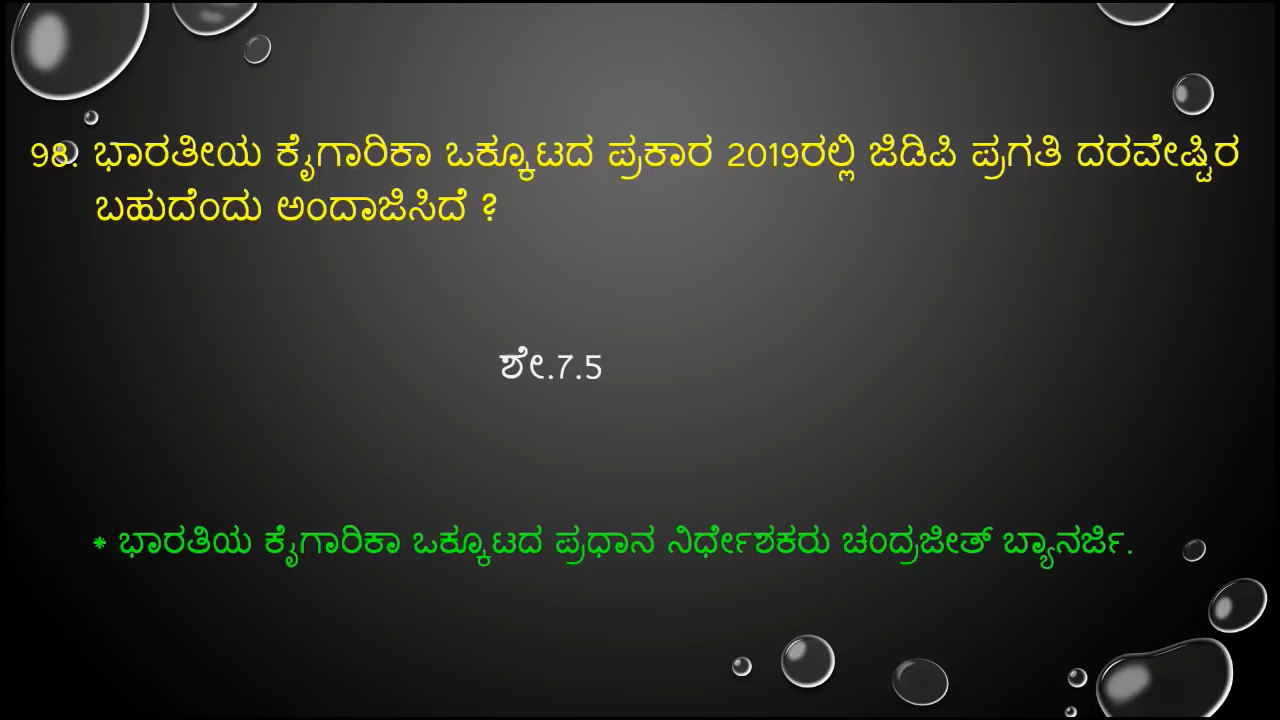 98. ಭಾರತೀಯ ಕೈಗಾರಿಕಾ ಒಕ್ಕೂಟದ ಪ್ರಕಾರ 2019ರಲ್ಲಿ ಜಿಡಿಪಿ ಪ್ರಗತಿ ದರವೇಷ್ಟಿರ
ಬಹುದೆಂದು ಅಂದಾಜಿಸಿದೆ ?
ಶೇ.7.5
* ಭಾರತಿಯ ಕೈಗಾರಿಕಾ ಒಕ್ಕೂಟದ ಪ್ರಧಾನ ನಿರ್ಧೇಶಕರು ಚಂದ್ರಜೀತ್ ಬ್ಯಾನರ್ಜಿ.